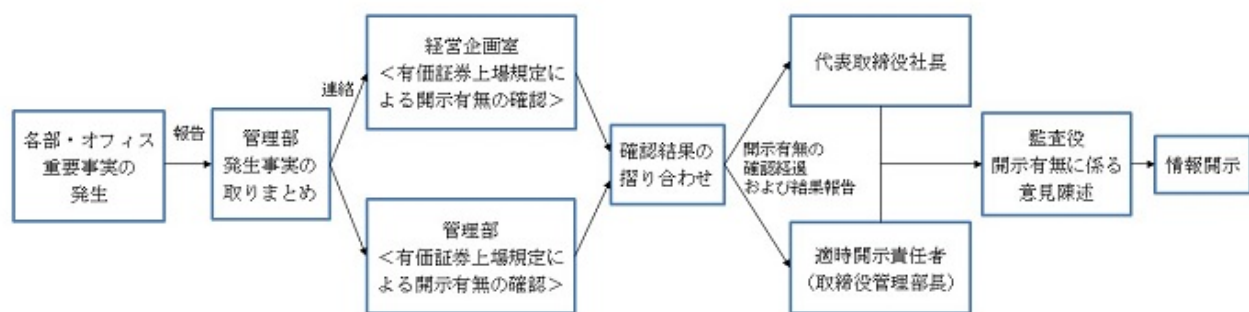 各部・オフィス
重要事実の
発生
報告
管理部
発生事実の
取りまとめ
連絡
経営企画室
＜有価証券上場規定に
よる開示有無の確認＞
管理部
＜有価証券上場規定に
よる開示有無の確認＞
確認結果の
摺り合わせ
開示有無の
確認経過
および結果報告
代表取締役社長
適時開示責任者
（取締役管理部長）
監査役
開示有無に係る
意見陳述
情報開示